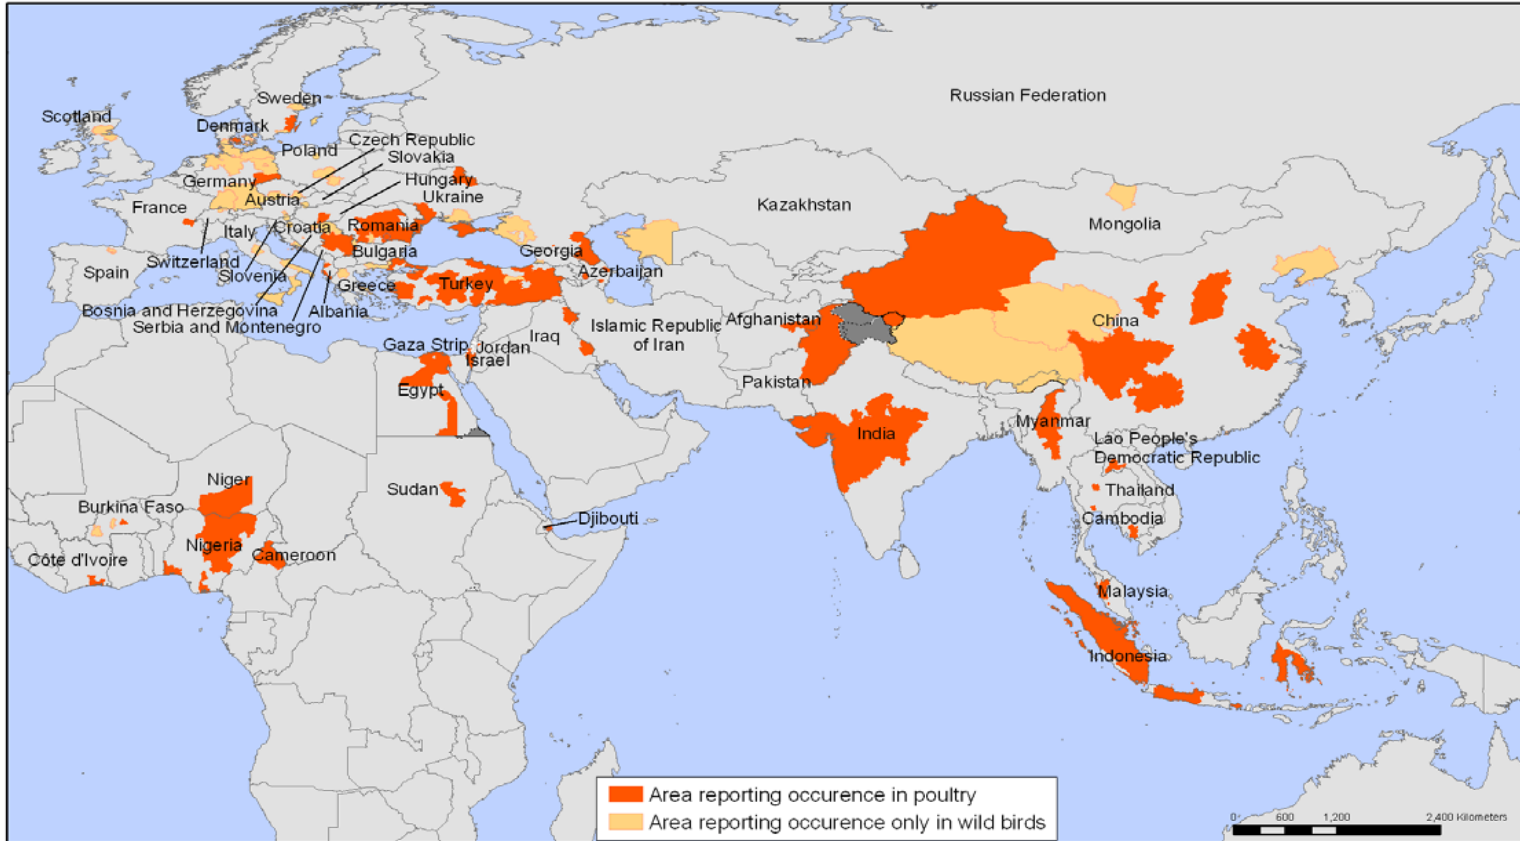 Russian Federation
Sweden
Scotland
Denmark
Czech Republic
Poland
Slovakia
Germany
Hungary
Austria
Ukraine
France
Kazakhstan
Mongolia
Croatia
Romania
Italy
Switzerland
Bulgaria
Georgia
Spain
Slovenia
Azerbaijan
Greece
Turkey
Bosnia and Herzegovina
Albania
Serbia and Montenegro
Afghanistan
China
Islamic Republic
of Iran
Iraq
Gaza Strip
Jordan
Israel
Pakistan
Egypt
India
Myanmar
Lao People's
Democratic Republic
Niger
Sudan
Thailand
Burkina Faso
Djibouti
Cambodia
Nigeria
Cameroon
Côte d'Ivoire
Malaysia
Indonesia
Area reporting occurence in poultry
Area reporting occurence only in wild birds
0 600 1,200 2,400 Kilometers